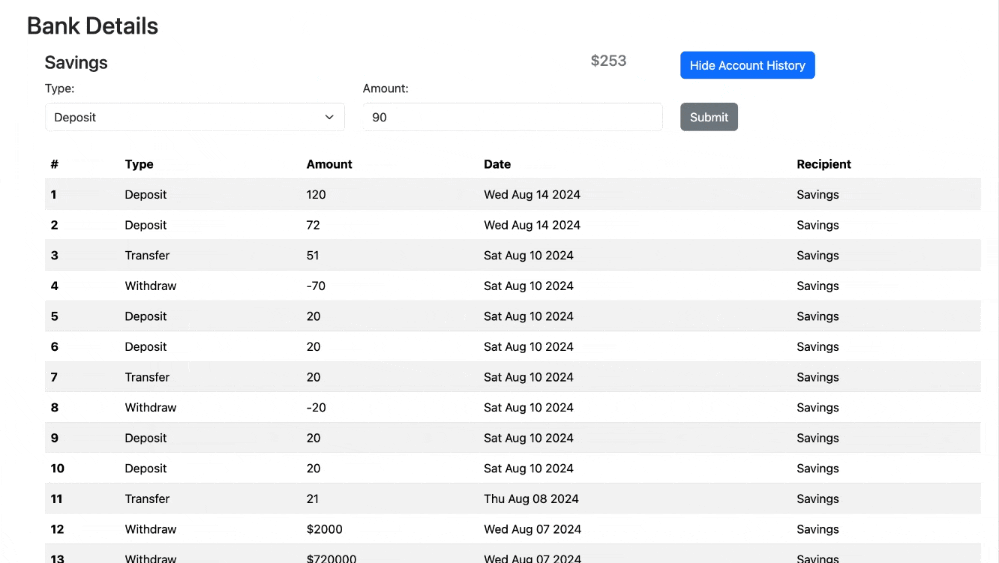 Bank Details
Savings $253 Hide Account History
Type: Amount:
Deposit 90 Submit
# Type Amount Date Recipient
1 Deposit 120 Wed Aug 14 2024 Savings
2 Deposit 72 Wed Aug 14 2024 Savings
3 Transfer 51 Sat Aug 10 2024 Savings
4 Withdraw -70 Sat Aug 10 2024 Savings
5 Deposit 20 Sat Aug 10 2024 Savings
6 Deposit 20 Sat Aug 10 2024 Savings
7 Transfer 20 Sat Aug 10 2024 Savings
8 Withdraw -20 Sat Aug 10 2024 Savings
9 Deposit 20 Sat Aug 10 2024 Savings
10 Deposit 20 Sat Aug 10 2024 Savings
11 Transfer 21 Thu Aug 08 2024 Savings
12 Withdraw $2000 Wed Aug 07 2024 Savings
13 Withdraw $720000 Wed Aug 07 2024 Savings